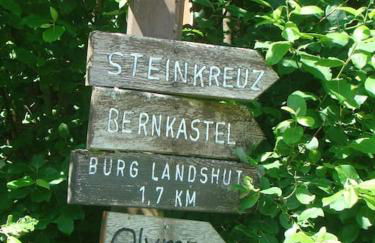 STEINKREUZ
BERNKASTEL
BURG LANDSHUT
1,7 KM